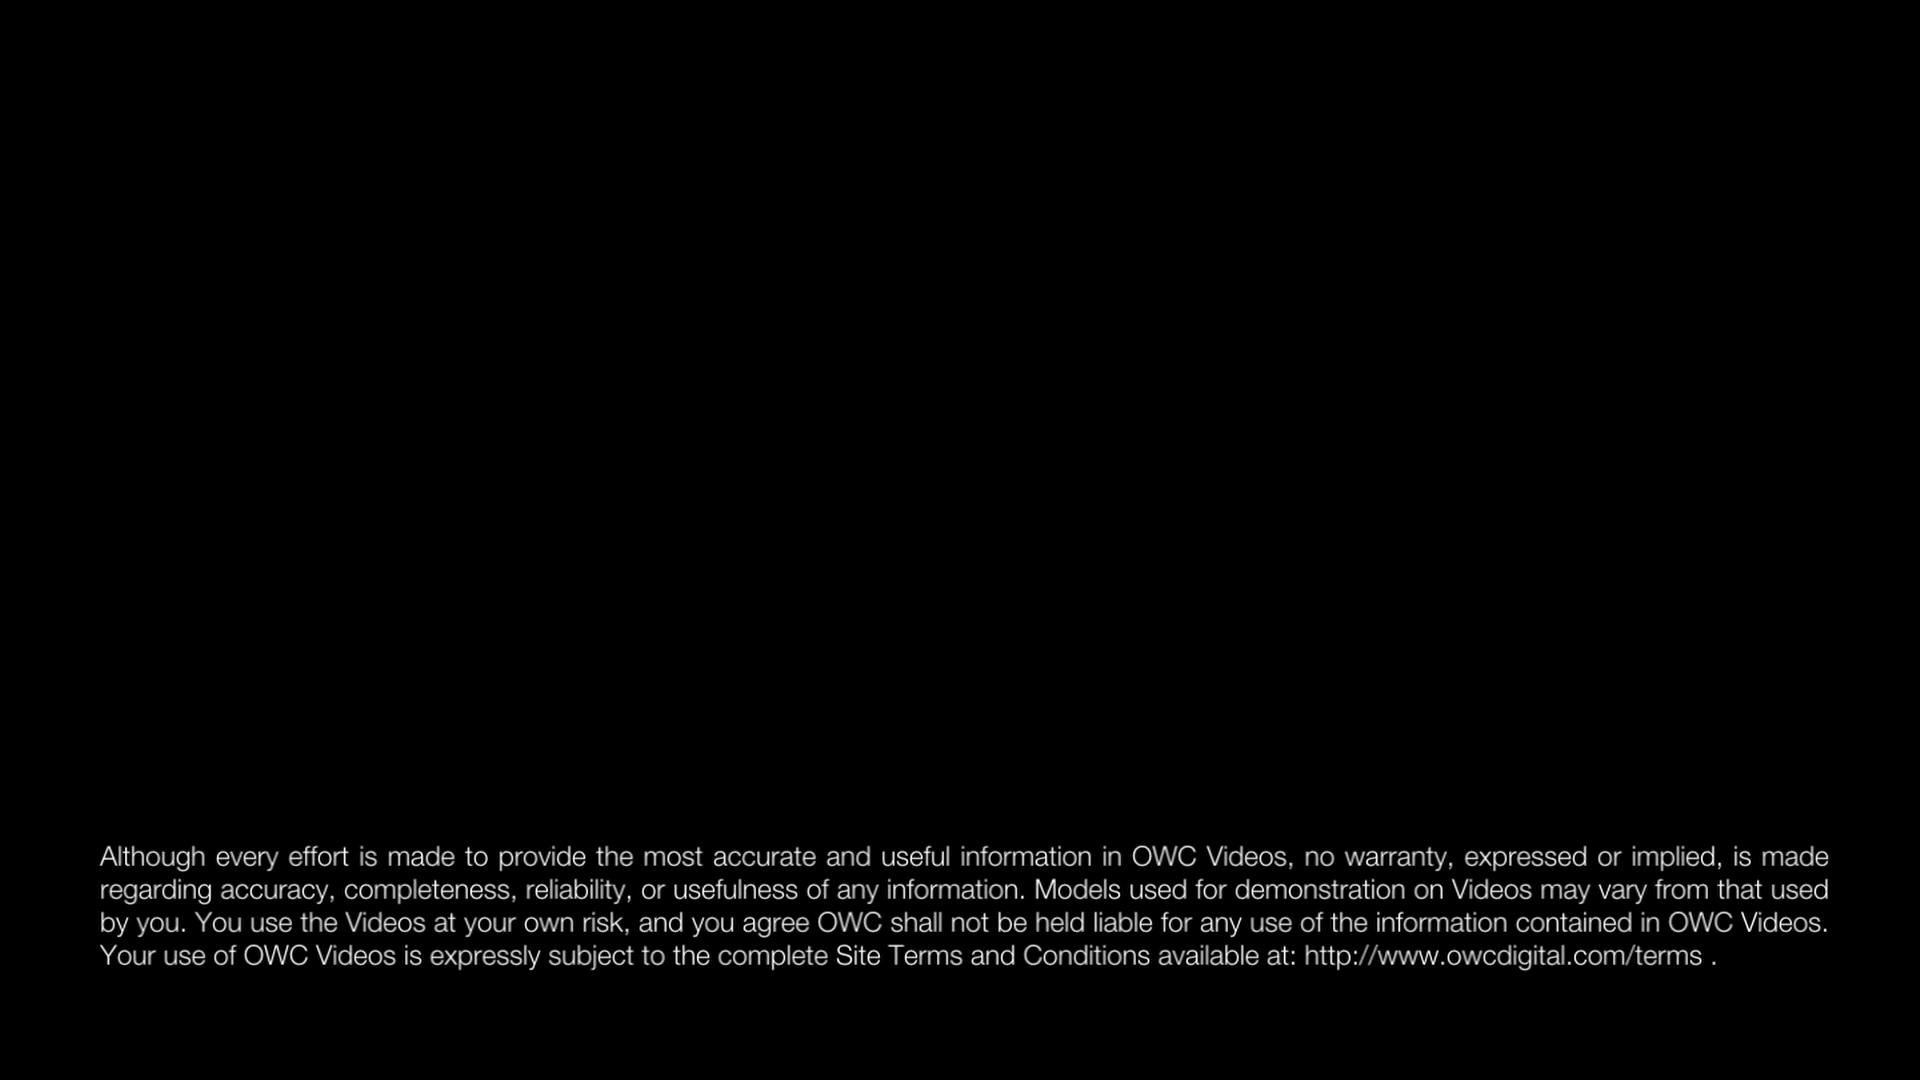 Although every effort is made to provide the most accurate and useful information in OWC Videos, no warranty, expressed or implied, is made
regarding accuracy, completeness, reliability, or usefulness of any information. Models used for demonstration on Videos may vary from that used
by you. You use the Videos at your own risk, and you agree OWC shall not be held liable for any use of the information contained in OWC Videos.
Your use of OWC Videos is expressly subject to the complete Site Terms and Conditions available at: http://www.owcdigital.com/terms .